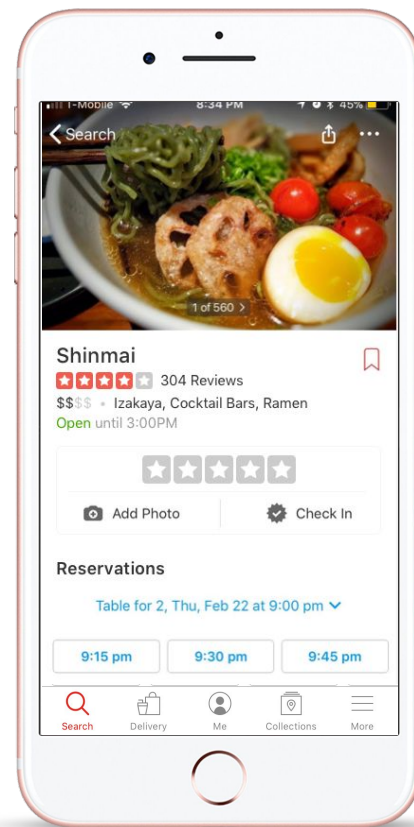 T-Mobile 8:34 PM 45%
Search
1 of 560 >
Shinmai
304 Reviews
$$$$ • Izakaya, Cocktail Bars, Ramen
Open until 3:00PM
Add Photo Check In
Reservations
Table for 2, Thu, Feb 22 at 9:00 pm
9:15 pm 9:30 pm 9:45 pm
Search Delivery Me Collections More